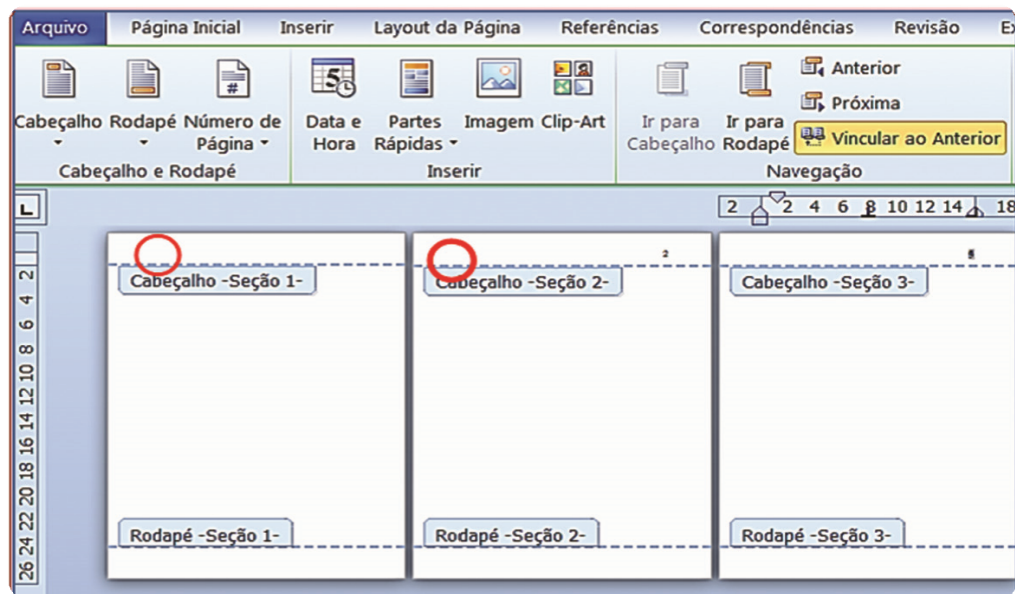 Arquivo Página Inicial Inserir Layout da Página Referências Correspondências Revisão
Cabeçalho Rodapé Número de Página
Data e Hora Partes Rápidas Imagem Clip-Art
Ir para Cabeçalho Ir para Rodapé
Anterior
Próxima
Vincular ao Anterior
Cabeçalho e Rodapé Inserir Navegação
L
2 2 4 6 8 10 12 14 18
2
Cabeçalho -Seção 1- Cabeçalho -Seção 2- Cabeçalho -Seção 3-
Rodapé -Seção 1- Rodapé -Seção 2- Rodapé -Seção 3-
2 4 6 8 10 12 14 16 18 20 22 24 26